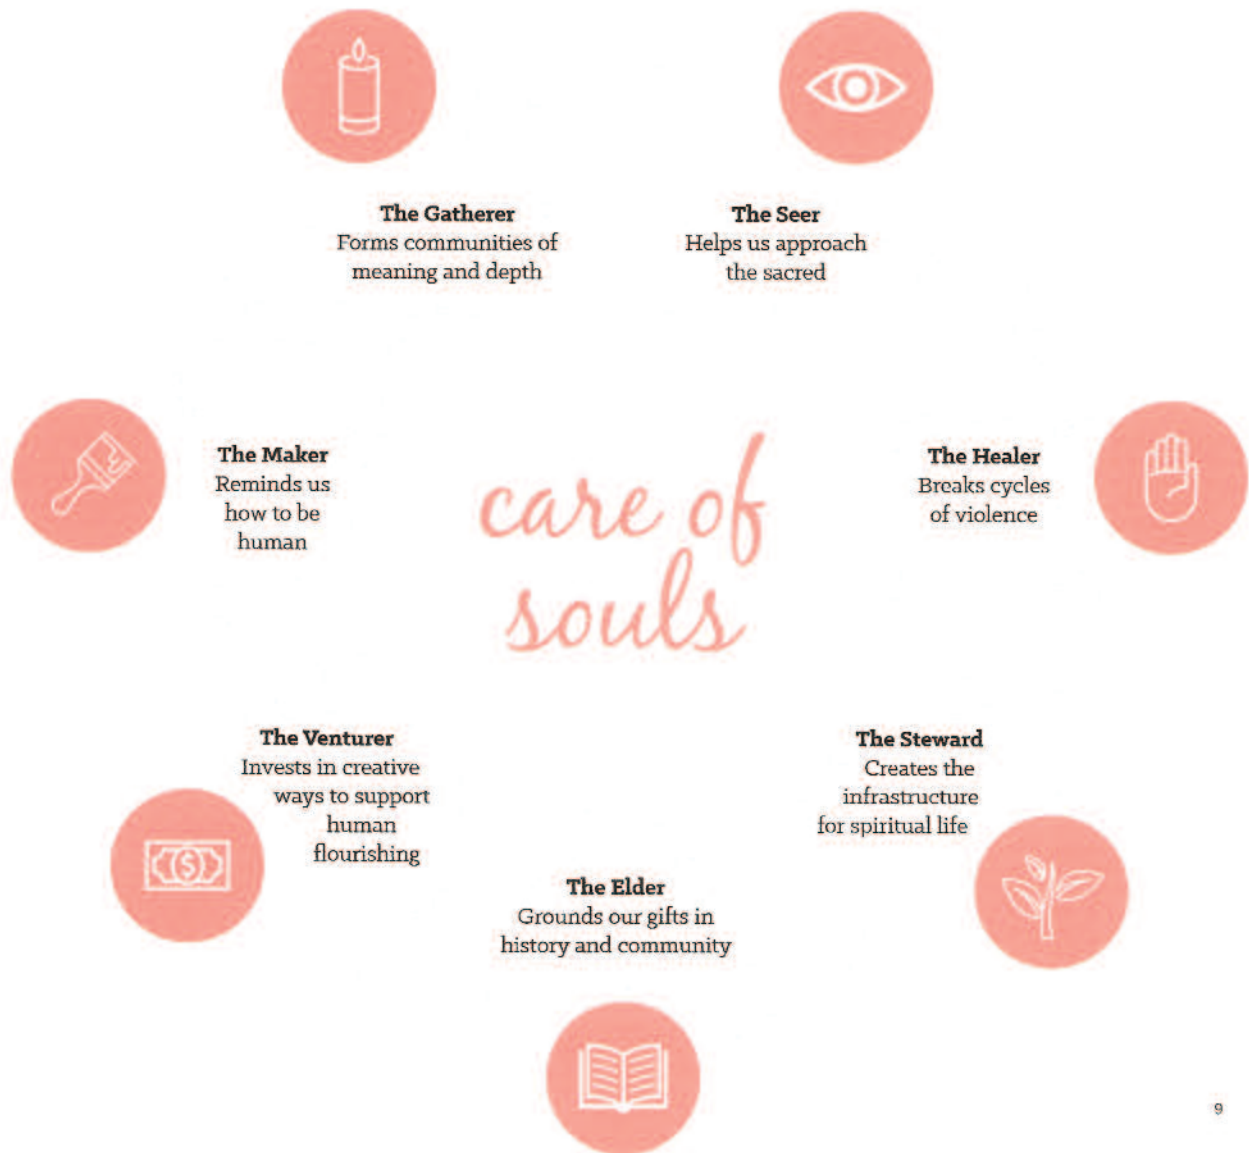 The Gatherer
Forms communities of
meaning and depth
The Seer
Helps us approach
the sacred
The Maker
Reminds us
how to be
human
care of
souls
The Healer
Breaks cycles
of violence
The Venturer
Invests in creative
ways to support
human
flourishing
$
The Steward
Creates the
infrastructure
for spiritual life
The Elder
Grounds our gifts in
history and community
9